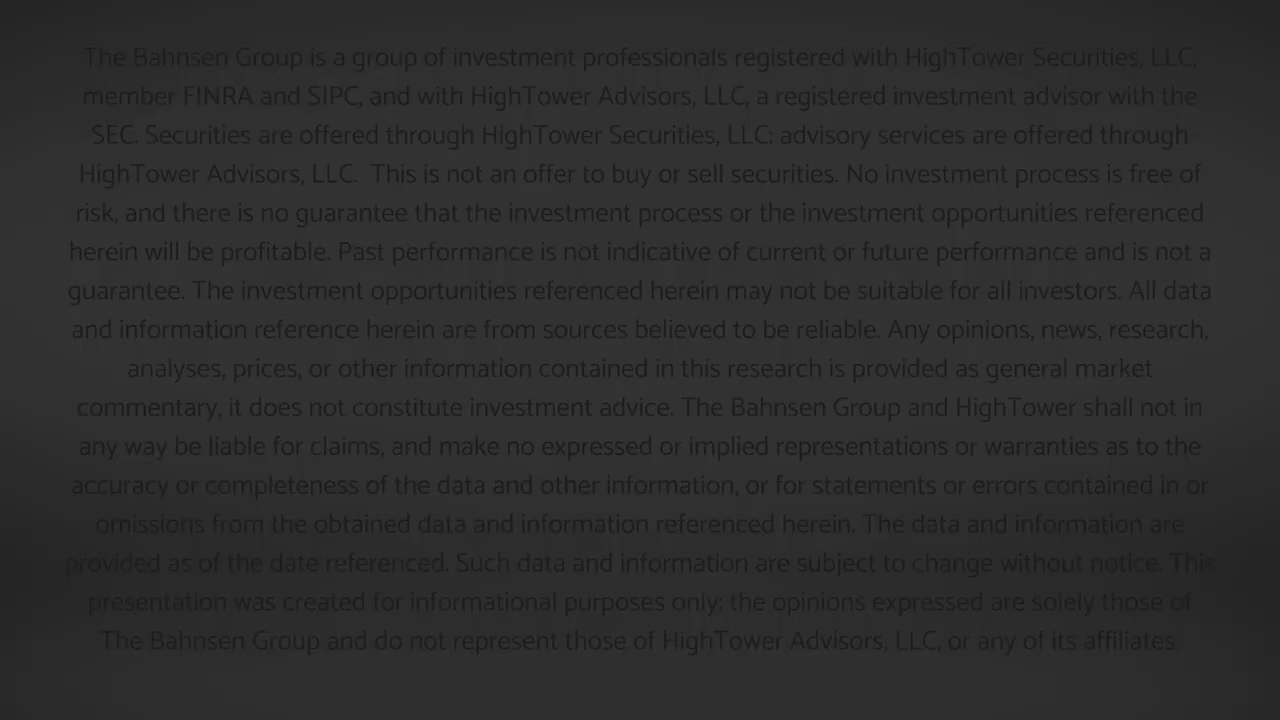 The Bahnsen Group is a group of investment professionals registered with HighTower Securities, LLC,
member FINRA and SIPC, and with HighTower Advisors, LLC, a registered investment advisor with the
SEC. Securities are offered through HighTower Securities, LLC; advisory services are offered through
HighTower Advisors, LLC. This is not an offer to buy or sell securities. No investment process is free of
risk, and there is no guarantee that the investment process or the investment opportunities referenced
herein will be profitable. Past performance is not indicative of current or future performance and is not a
guarantee. The investment opportunities referenced herein may not be suitable for all investors. All data
and information reference herein are from sources believed to be reliable. Any opinions, news, research,
analyses, prices, or other information contained in this research is provided as general market
commentary, it does not constitute investment advice. The Bahnsen Group and HighTower shall not in
any way be liable for claims, and make no expressed or implied representations or warranties as to the
accuracy or completeness of the data and other information, or for statements or errors contained in or
omissions from the obtained data and information referenced herein. The data and information are
provided as of the date referenced. Such data and information are subject to change without notice. This
presentation was created for informational purposes only; the opinions expressed are solely those of
The Bahnsen Group and do not represent those of HighTower Advisors, LLC, or any of its affiliates.